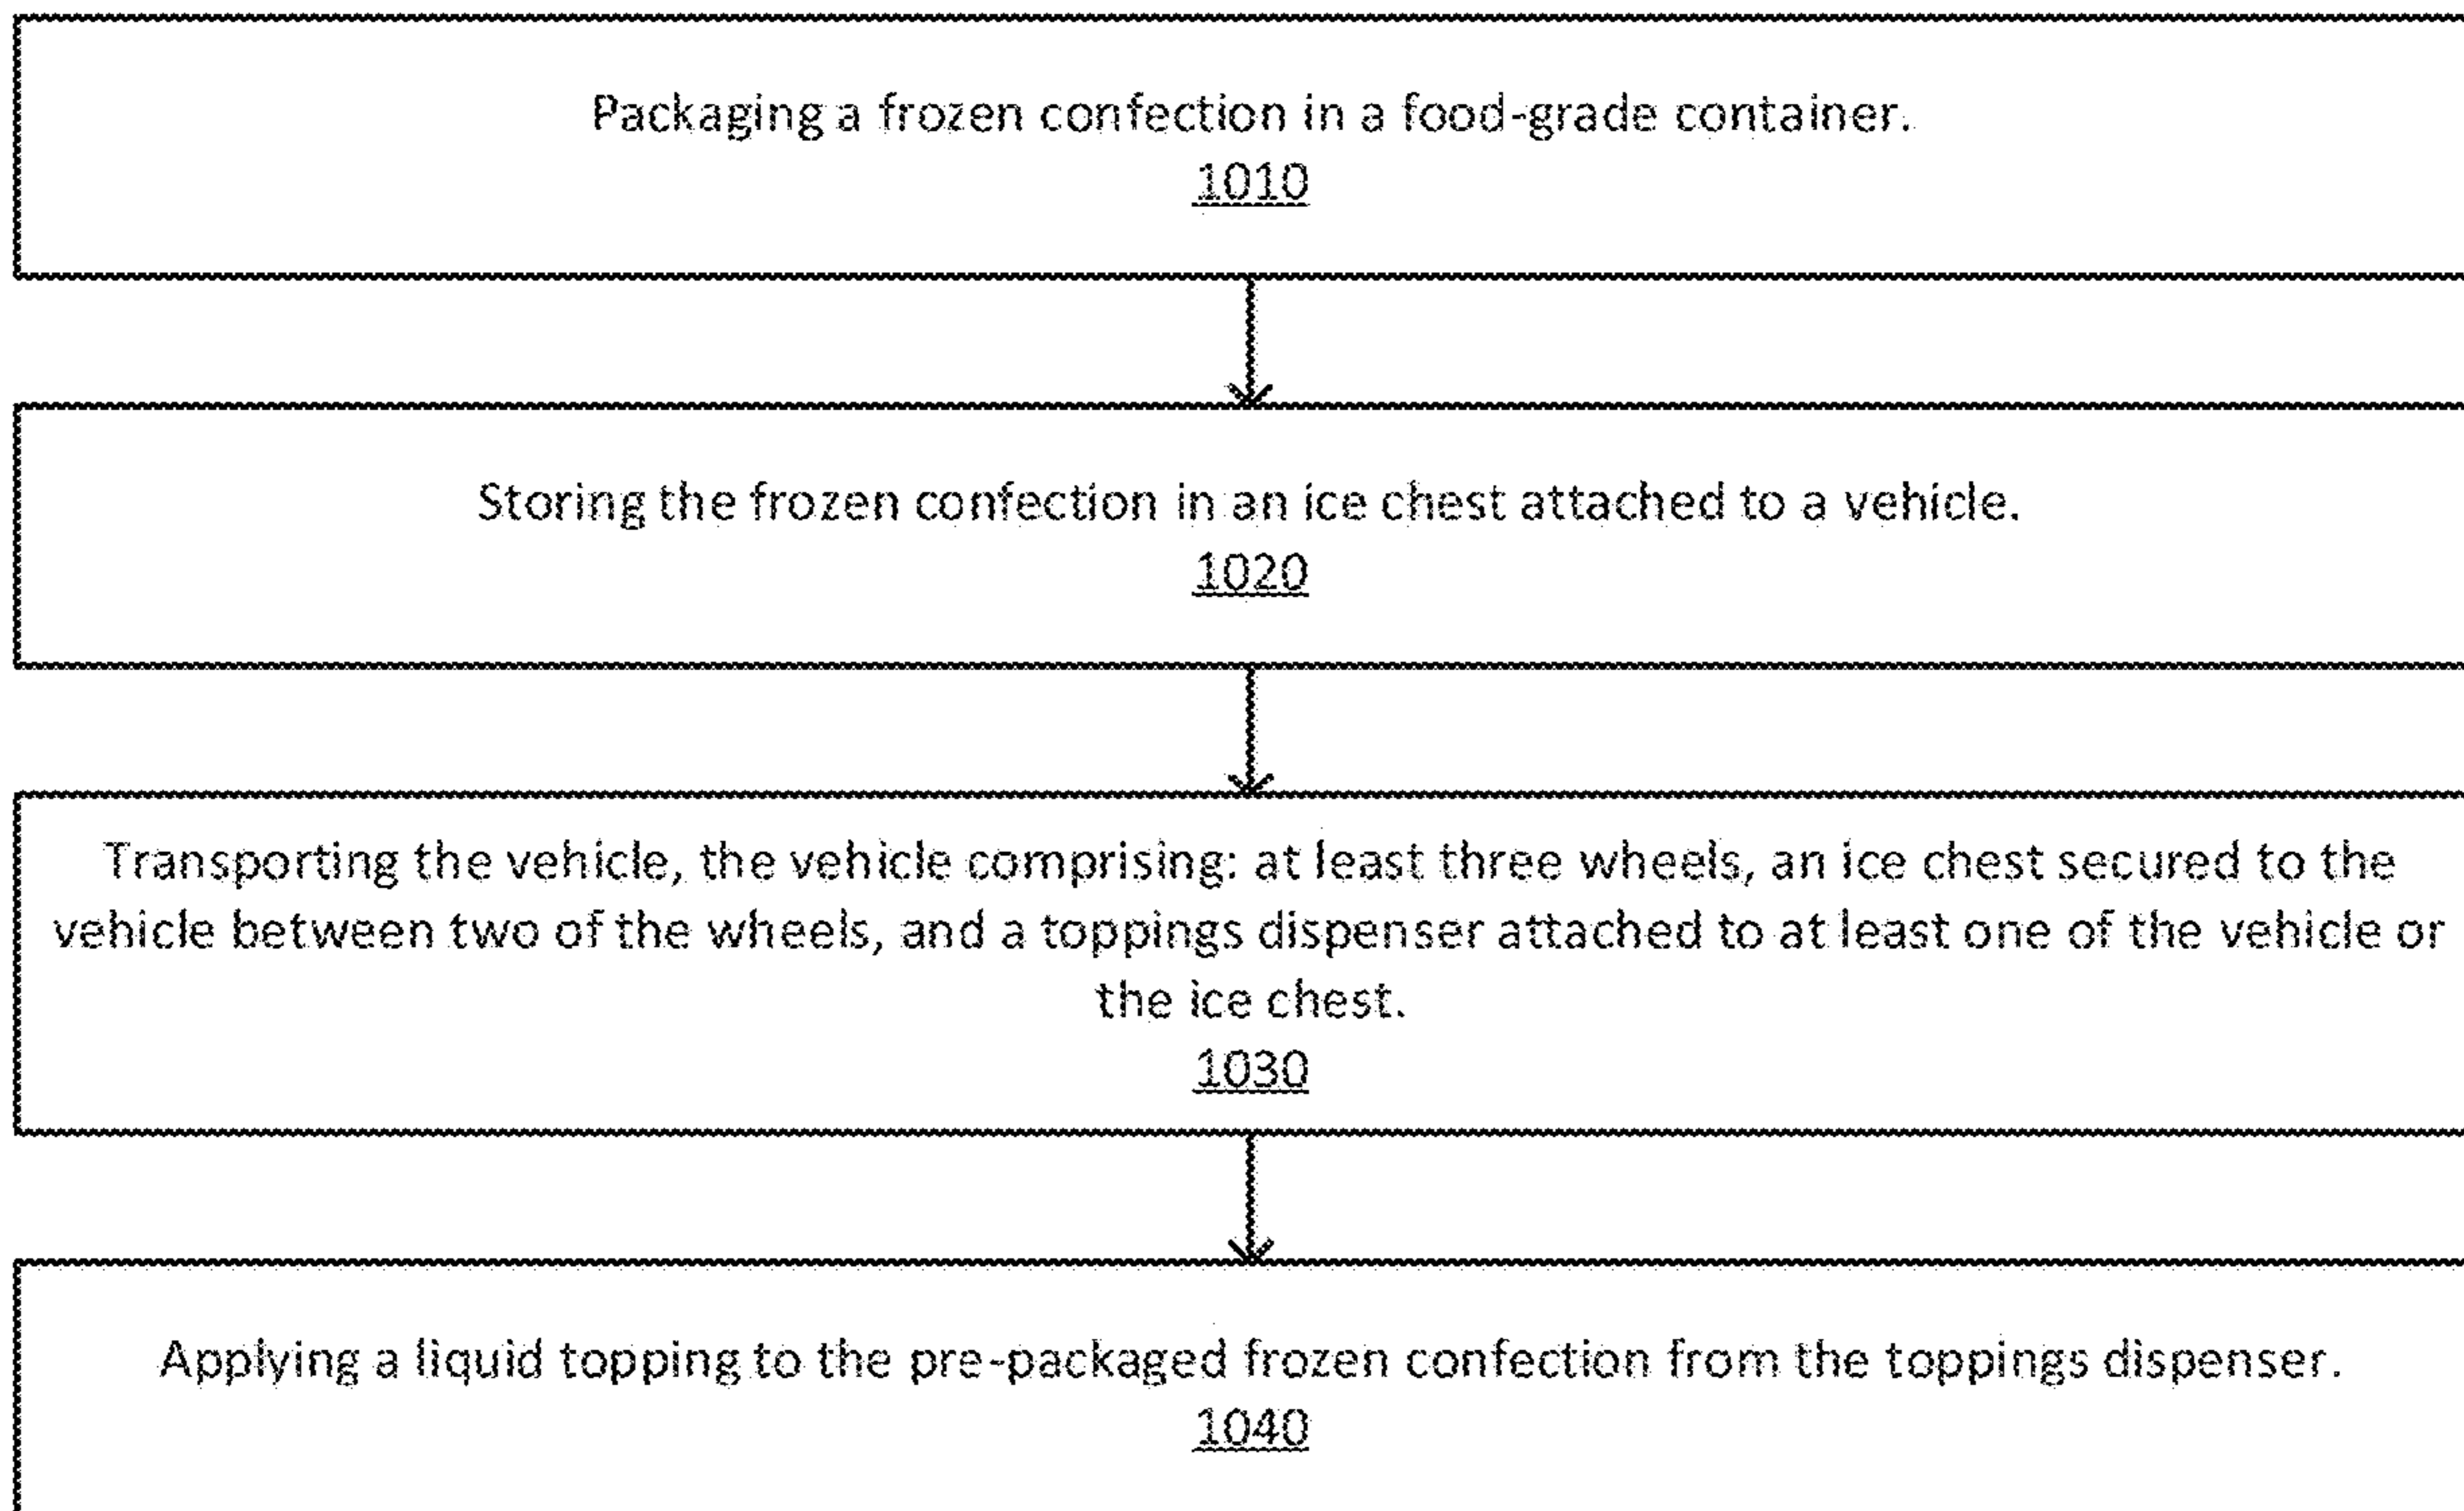 Packaging a frozen confection in a food-grade container.
1010
Storing the frozen confection in an ice chest attached to a vehicle.
1020
Transporting the vehicle, the vehicle comprising: at least three wheels, an ice chest secured to the
vehicle between two of the wheels, and a toppings dispenser attached to at least one of the vehicle or
the ice chest.
1030
Applying a liquid topping to the pre-packaged frozen confection from the toppings dispenser.
1040